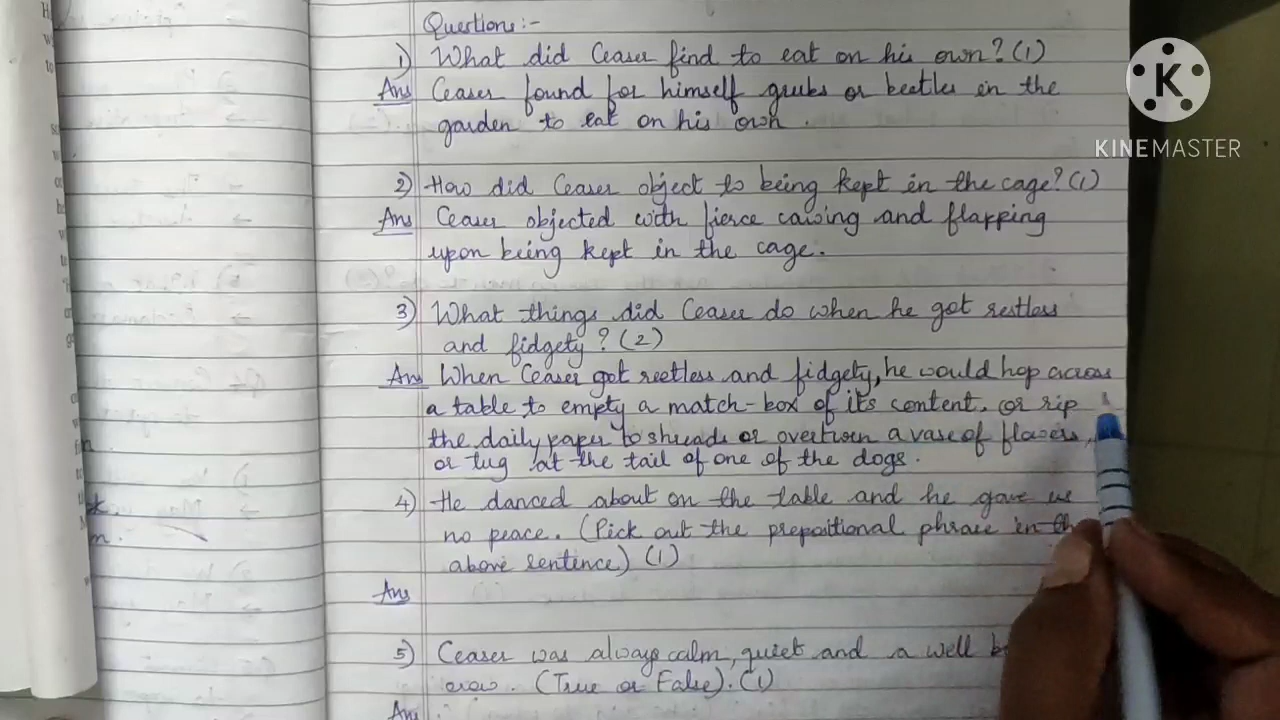 Questions:-
1) What did Ceaser find to eat on his own? (1)
Ans Ceaser found for himself grubs or beetles in the
garden to eat on his own.
2) How did Ceaser object to being kept in the cage? (1)
Ans Ceaser objected with fierce cawing and flapping
upon being kept in the cage.
3) What things did Ceaser do when he got restless
and fidgety? (2)
Ans When Ceaser got restless and fidgety, he would hop across
a table to empty a match-box of its content. or rip
the daily paper to shreads or overturn a vase of flowers,
or tug at the tail of one of the dogs.
4) He danced about on the table and he gave us
no peace. (Pick out the prepositional phrase in
above sentence) (1)
Ans
5) Ceaser was always calm, quiet and a well
crow. (True or False). (1)
Ans
K
KINEMASTER